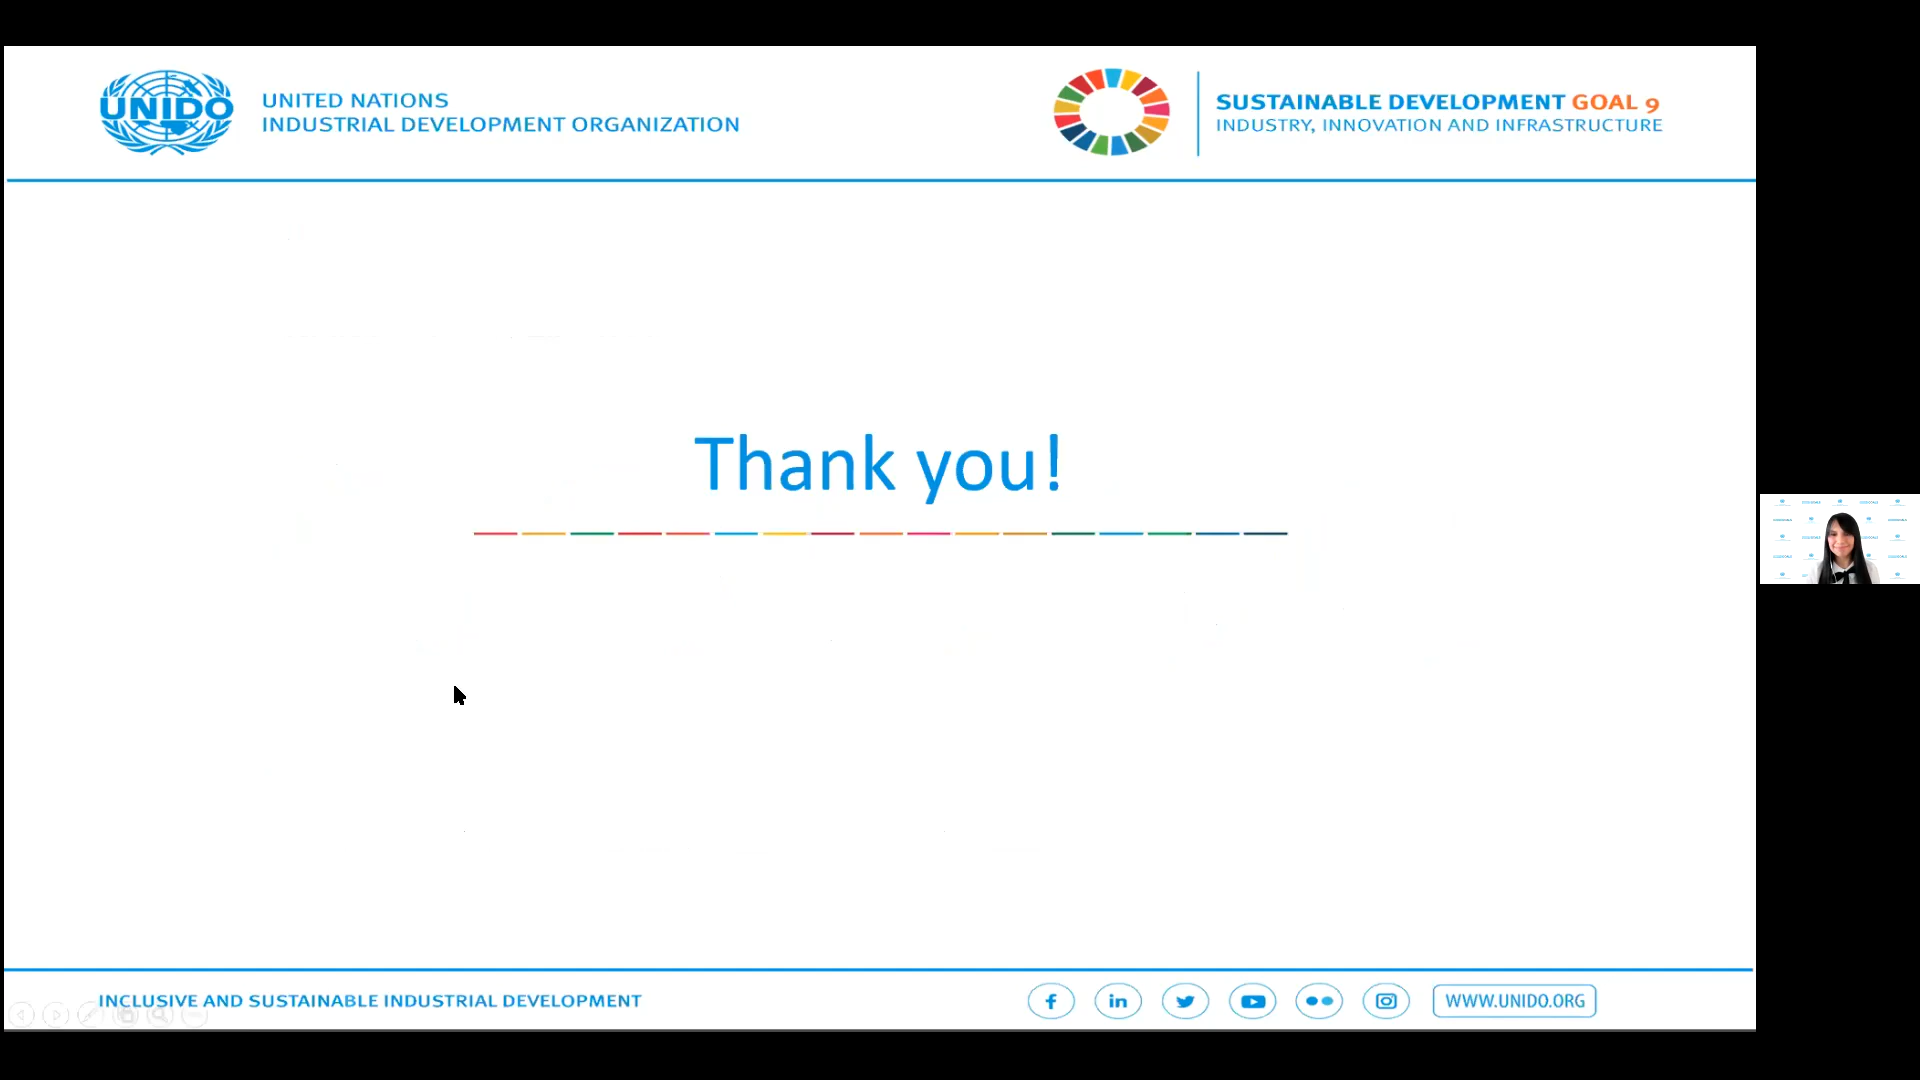 UNIDO
UNITED NATIONS
INDUSTRIAL DEVELOPMENT ORGANIZATION
SUSTAINABLE DEVELOPMENT GOAL 9
INDUSTRY, INNOVATION AND INFRASTRUCTURE
Thank you!
INCLUSIVE AND SUSTAINABLE INDUSTRIAL DEVELOPMENT
WWW.UNIDO.ORG